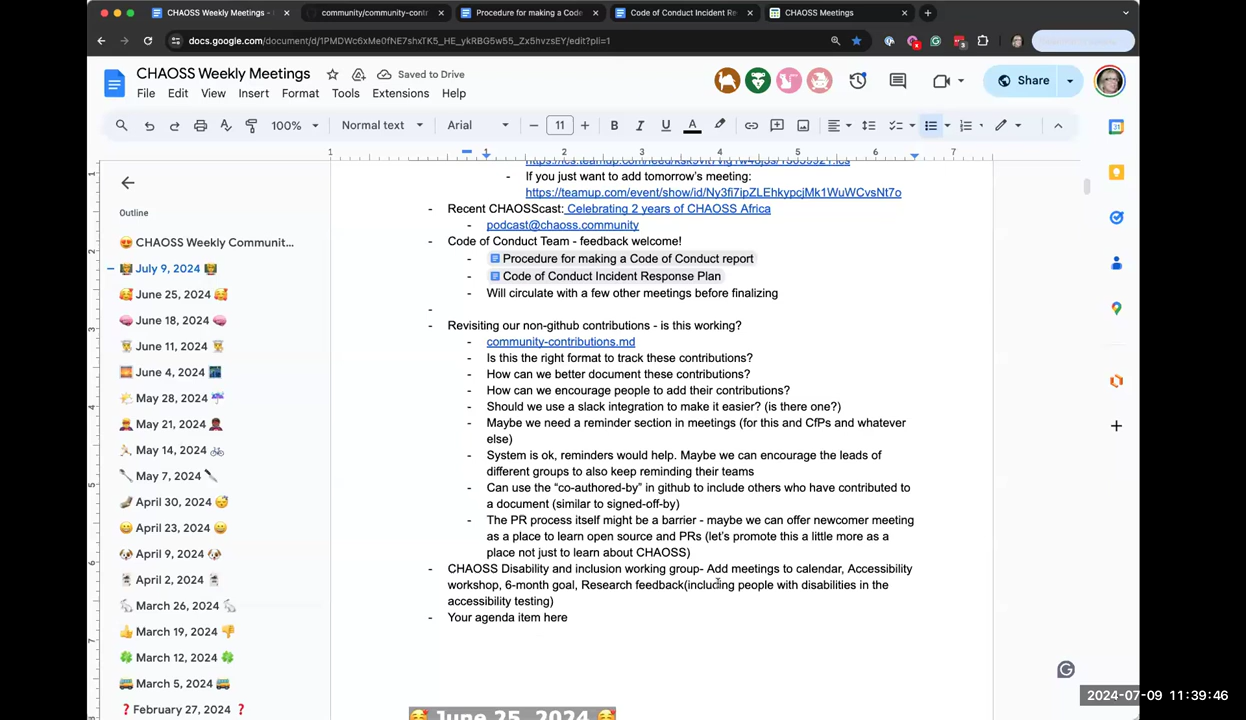 CHAOSS Weekly Meetings -
community/community-contr
Procedure for making a Code
Code of Conduct Incident Re
CHAOSS Meetings
docs.google.com/document/d/1PMDWc6xMe0fNE7shxTK5_HE_ykRBG5w55_Zx5hvzsEY/edit?pli=1
CHAOSS Weekly Meetings
Saved to Drive
File Edit View Insert Format Tools Extensions Help
Share
100% Normal text Arial 11
1 1 2 3 4 5 6 7
If you just want to add tomorrow's meeting:
https://teamup.com/event/show/id/Ny3fi7ipZLEhkypcjMk1WuWCvsNt7o
- Recent CHAOSScast: Celebrating 2 years of CHAOSS Africa
- podcast@chaoss.community
- Code of Conduct Team - feedback welcome!
- Procedure for making a Code of Conduct report
- Code of Conduct Incident Response Plan
- Will circulate with a few other meetings before finalizing
-
- Revisiting our non-github contributions - is this working?
- community-contributions.md
- Is this the right format to track these contributions?
- How can we better document these contributions?
- How can we encourage people to add their contributions?
- Should we use a slack integration to make it easier? (is there one?)
- Maybe we need a reminder section in meetings (for this and CfPs and whatever
else)
- System is ok, reminders would help. Maybe we can encourage the leads of
different groups to also keep reminding their teams
- Can use the “co-authored-by” in github to include others who have contributed to
a document (similar to signed-off-by)
- The PR process itself might be a barrier - maybe we can offer newcomer meeting
as a place to learn open source and PRs (let's promote this a little more as a
place not just to learn about CHAOSS)
- CHAOSS Disability and inclusion working group- Add meetings to calendar, Accessibility
workshop, 6-month goal, Research feedback(including people with disabilities in the
accessibility testing)
- Your agenda item here
June 25, 2024
Outline
CHAOSS Weekly Communit...
July 9, 2024
June 25, 2024
June 18, 2024
June 11, 2024
June 4, 2024
May 28, 2024
May 21, 2024
May 14, 2024
May 7, 2024
April 30, 2024
April 23, 2024
April 9, 2024
April 2, 2024
March 26, 2024
March 19, 2024
March 12, 2024
March 5, 2024
February 27, 2024
2024-07-09 11:39:46